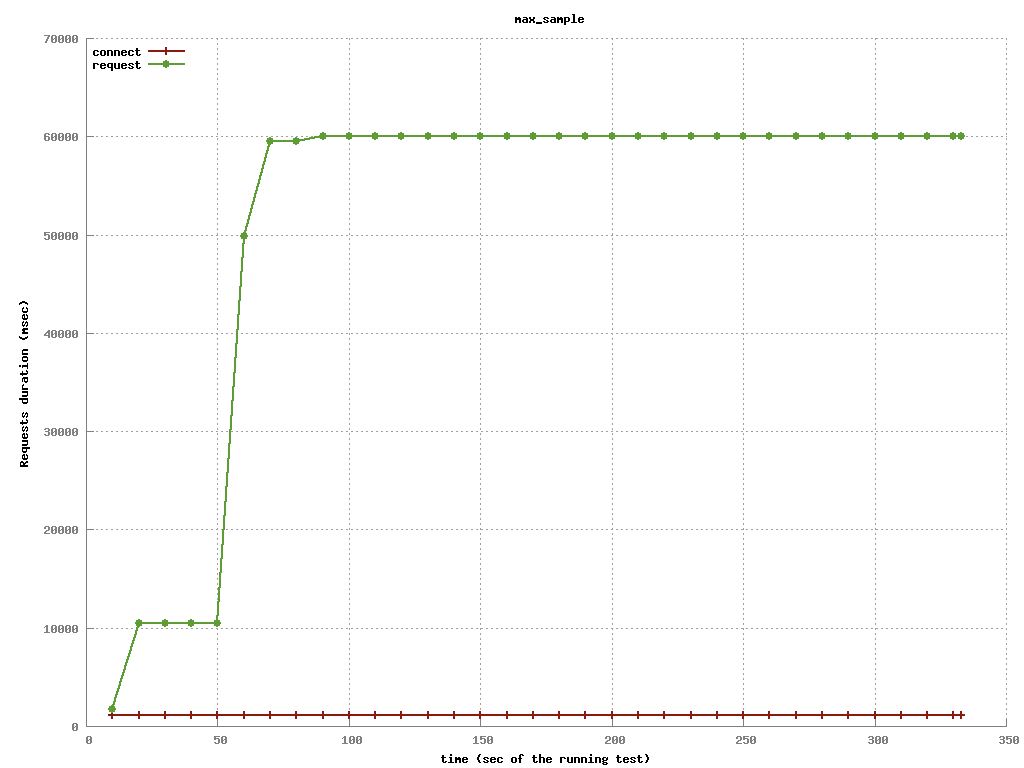 max_sample
70000
connect
request
60000
50000
40000
30000
20000
10000
0
Requests duration (msec)
0 50 100 150 200 250 300 350
time (sec of the running test)